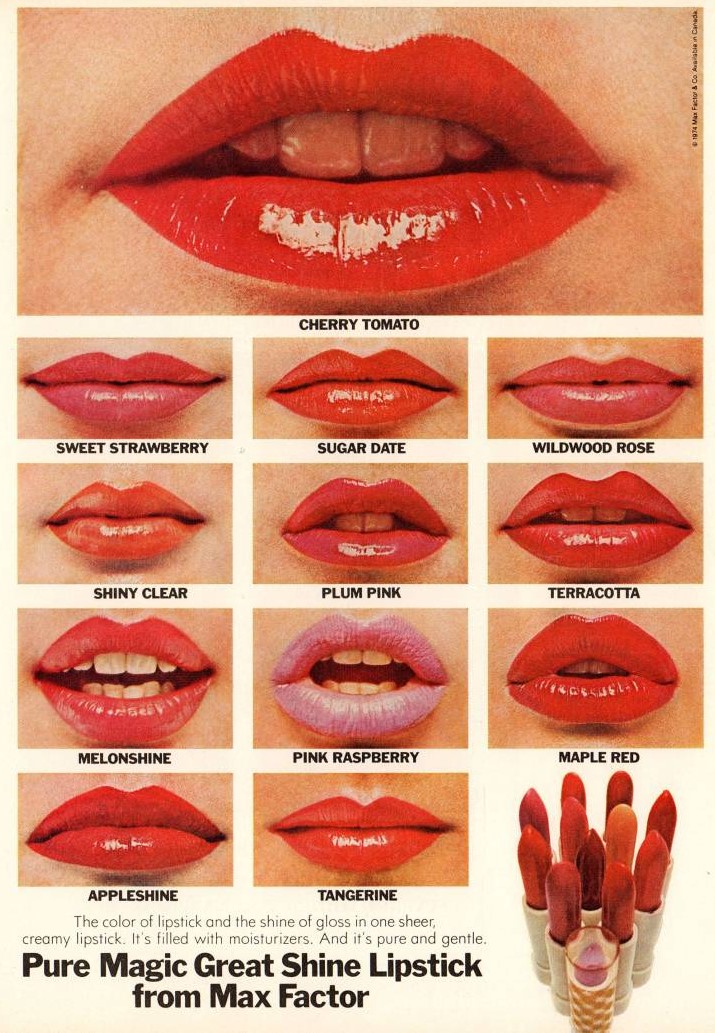 © 1974 Max Factor & Co. Available in Canada.
CHERRY TOMATO
SWEET STRAWBERRY
SUGAR DATE
WILDWOOD ROSE
SHINY CLEAR
PLUM PINK
TERRACOTTA
MELONSHINE
PINK RASPBERRY
MAPLE RED
APPLESHINE
TANGERINE
The color of lipstick and the shine of gloss in one sheer,
creamy lipstick. It's filled with moisturizers. And it's pure and gentle.
Pure Magic Great Shine Lipstick
from Max Factor